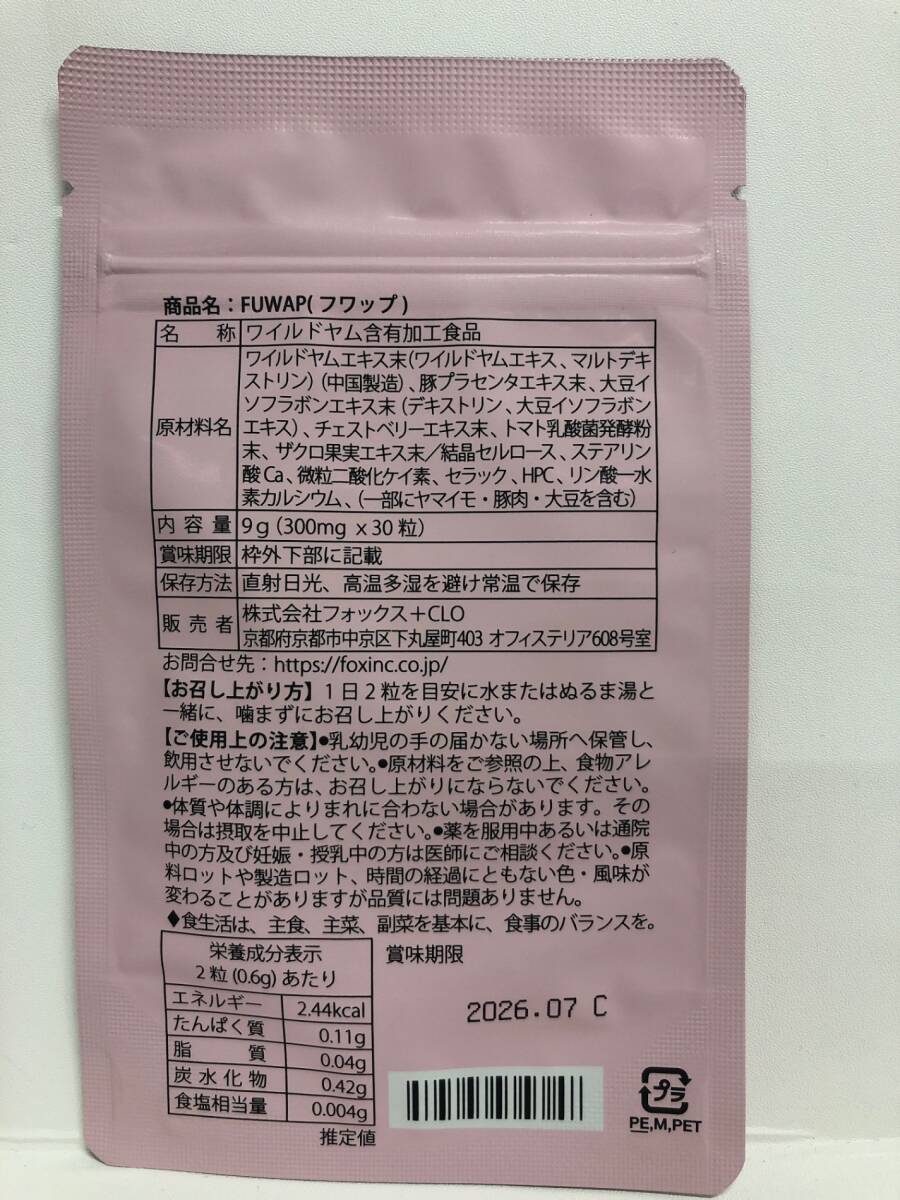 商品名：FUWAP(フワップ)
名　　称 ワイルドヤム含有加工食品
原材料名 ワイルドヤムエキス末(ワイルドヤムエキス、マルトデキ
ストリン)(中国製造)、豚プラセンタエキス末、大豆イ
ソフラボンエキス末(デキストリン、大豆イソフラボン
エキス)、チェストベリーエキス末、トマト乳酸菌発酵粉
末、ザクロ果実エキス末／結晶セルロース、ステアリン
酸Ca、微粒二酸化ケイ素、セラック、HPC、リン酸一水
素カルシウム、(一部にヤマイモ・豚肉・大豆を含む)
内容量 9g(300mg x30粒)
賞味期限 枠外下部に記載
保存方法 直射日光、高温多湿を避け常温で保存
販売者 株式会社フォックス＋CLO
京都府京都市中京区下丸屋町403 オフィステリア608号室
お問合せ先：https://foxinc.co.jp/
【お召し上がり方】1日2粒を目安に水またはぬるま湯と
一緒に、噛まずにお召し上がりください。
【ご使用上の注意】●乳幼児の手の届かない場所へ保管し、
飲用させないでください。●原材料をご参照の上、食物アレ
ルギーのある方は、お召し上がりにならないでください。
●体質や体調によりまれに合わない場合があります。その
場合は摂取を中止してください。●薬を服用中あるいは通院
中の方及び妊娠・授乳中の方は医師にご相談ください。●原
料ロットや製造ロット、時間の経過にともない色・風味が
変わることがありますが品質には問題ありません。
◆食生活は、主食、主菜、副菜を基本に、食事のバランスを。
栄養成分表示
2粒(0.6g)あたり
エネルギー 2.44kcal
たんぱく質 0.11g
脂　　質 0.04g
炭水化物 0.42g
食塩相当量 0.004g
推定値
賞味期限
2026.07 C
プラ
PE,M,PET